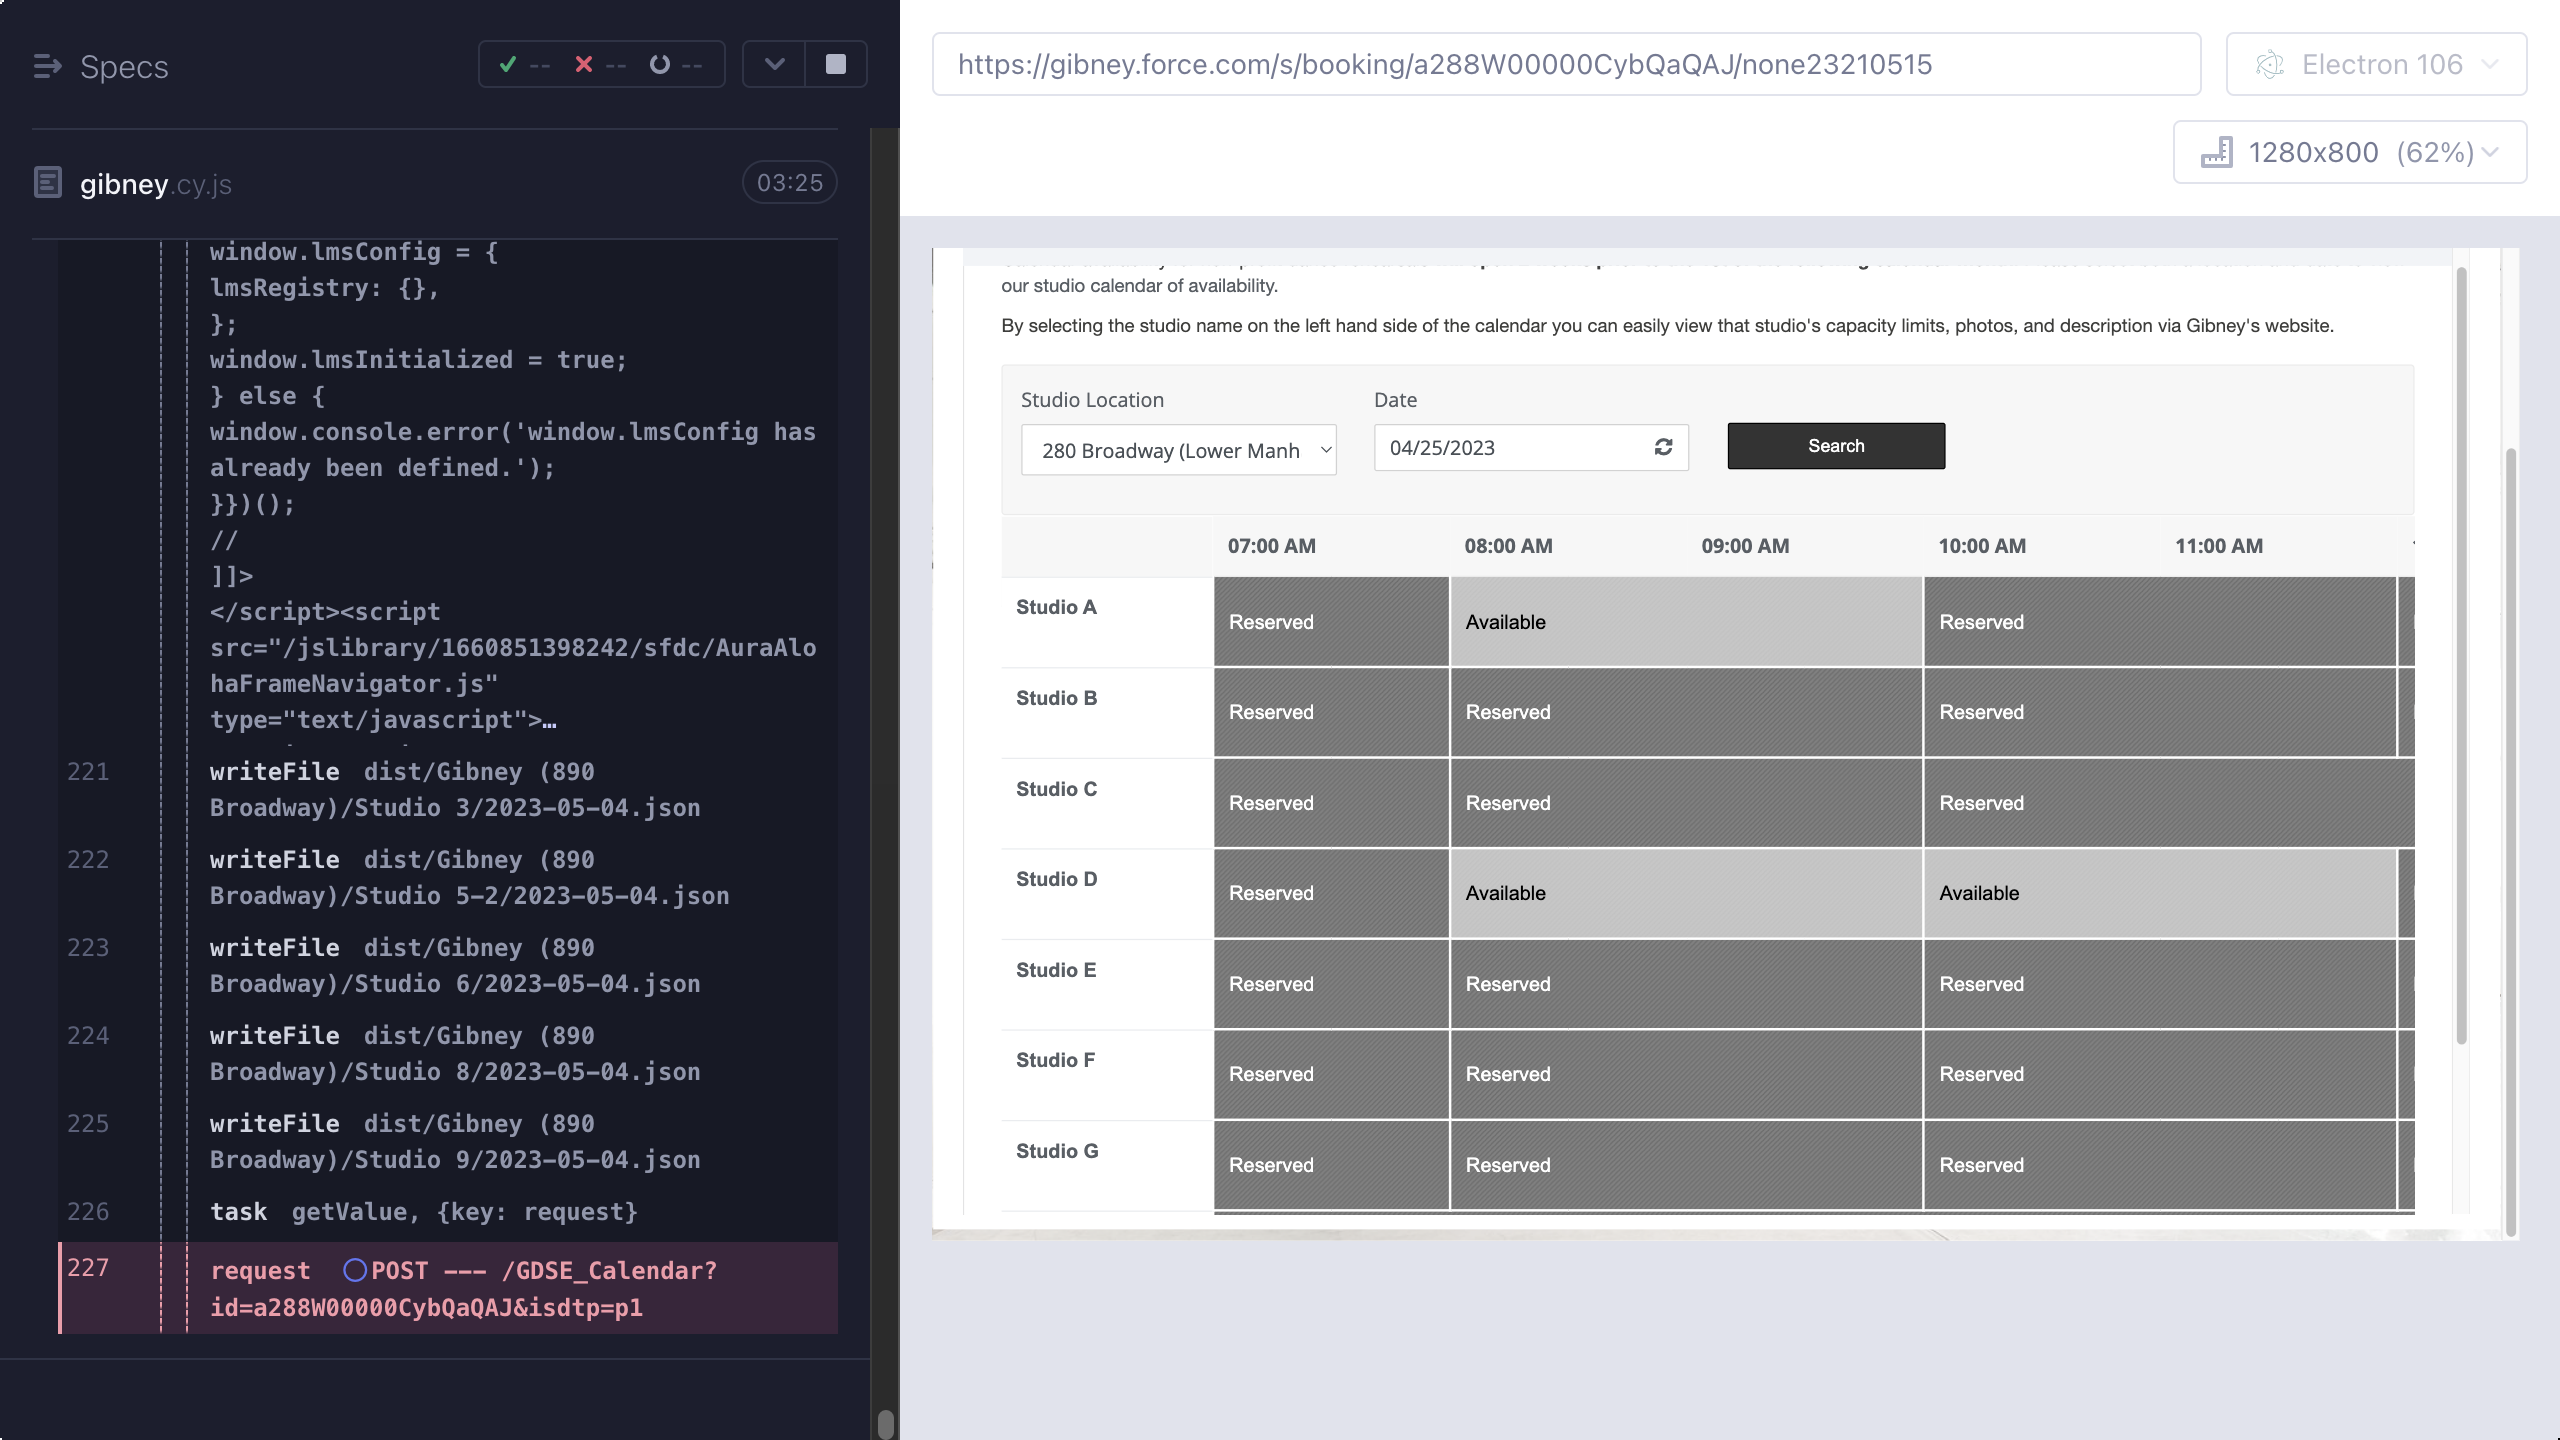 Specs
--
--
--
gibney.cy.js
03:25
window.lmsConfig = {
lmsRegistry: {},
};
window.lmsInitialized = true;
} else {
window.console.error('window.lmsConfig has
already been defined.');
}})();
//
]]>
</script><script
src="/jslibrary/1660851398242/sfdc/AuraAlo
haFrameNavigator.js"
type="text/javascript">…
221 writeFile dist/Gibney (890
Broadway)/Studio 3/2023-05-04.json
222 writeFile dist/Gibney (890
Broadway)/Studio 5-2/2023-05-04.json
223 writeFile dist/Gibney (890
Broadway)/Studio 6/2023-05-04.json
224 writeFile dist/Gibney (890
Broadway)/Studio 8/2023-05-04.json
225 writeFile dist/Gibney (890
Broadway)/Studio 9/2023-05-04.json
226 task getValue, {key: request}
227 request POST --- /GDSE_Calendar?
id=a288W00000CybQaQAJ&isdtp=p1
https://gibney.force.com/s/booking/a288W00000CybQaQAJ/none23210515
Electron 106
1280x800 (62%)
our studio calendar of availability.
By selecting the studio name on the left hand side of the calendar you can easily view that studio's capacity limits, photos, and description via Gibney's website.
Studio Location
Date
280 Broadway (Lower Manh
04/25/2023
Search
07:00 AM 08:00 AM 09:00 AM 10:00 AM 11:00 AM
Studio A Reserved Available Reserved
Studio B Reserved Reserved Reserved
Studio C Reserved Reserved Reserved
Studio D Reserved Available Available
Studio E Reserved Reserved Reserved
Studio F Reserved Reserved Reserved
Studio G Reserved Reserved Reserved